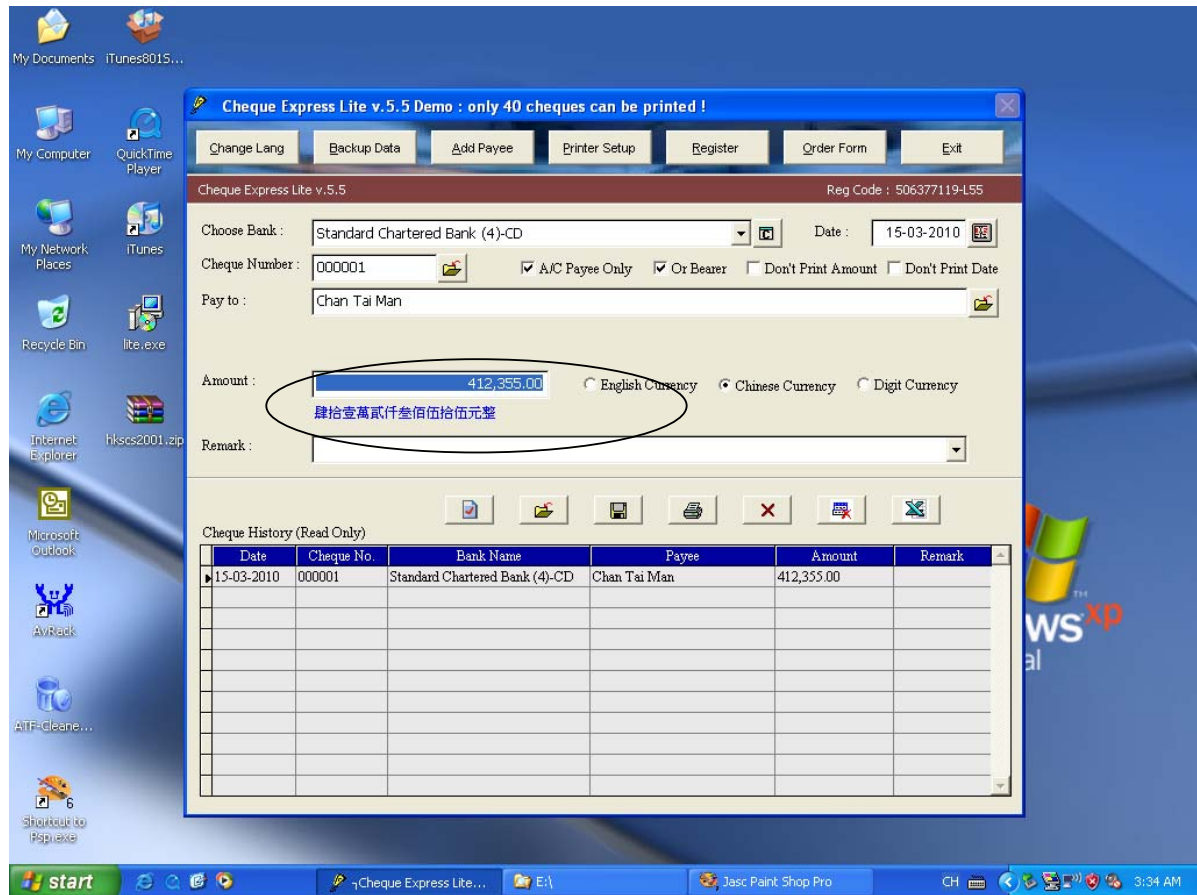 My Documents
iTunes801S...
Cheque Express Lite v.5.5 Demo : only 40 cheques can be printed !
My Computer
QuickTime
Player
Change Lang
Backup Data
Add Payee
Printer Setup
Register
Order Form
Exit
Cheque Express Lite v.5.5
Reg Code : 506377119-L55
My Network
Places
iTunes
Choose Bank :
Standard Chartered Bank (4)-CD
Date :
15-03-2010
Cheque Number :
000001
A/C Payee Only
Or Bearer
Don't Print Amount
Don't Print Date
Pay to :
Chan Tai Man
Recycle Bin
lite.exe
Amount :
412,355.00
English Currency
Chinese Currency
Digit Currency
肆拾壹萬貳仟叁佰伍拾伍元整
Internet
Explorer
hkscs2001.zip
Remark :
Microsoft
Outlook
Cheque History (Read Only)
Date
Cheque No.
Bank Name
Payee
Amount
Remark
15-03-2010
000001
Standard Chartered Bank (4)-CD
Chan Tai Man
412,355.00
AvRack
TM
ws xp
al
ATF-Cleane...
6
Shortcut to
Psp.exe
start
Cheque Express Lite...
E:\
Jasc Paint Shop Pro
CH
3:34 AM